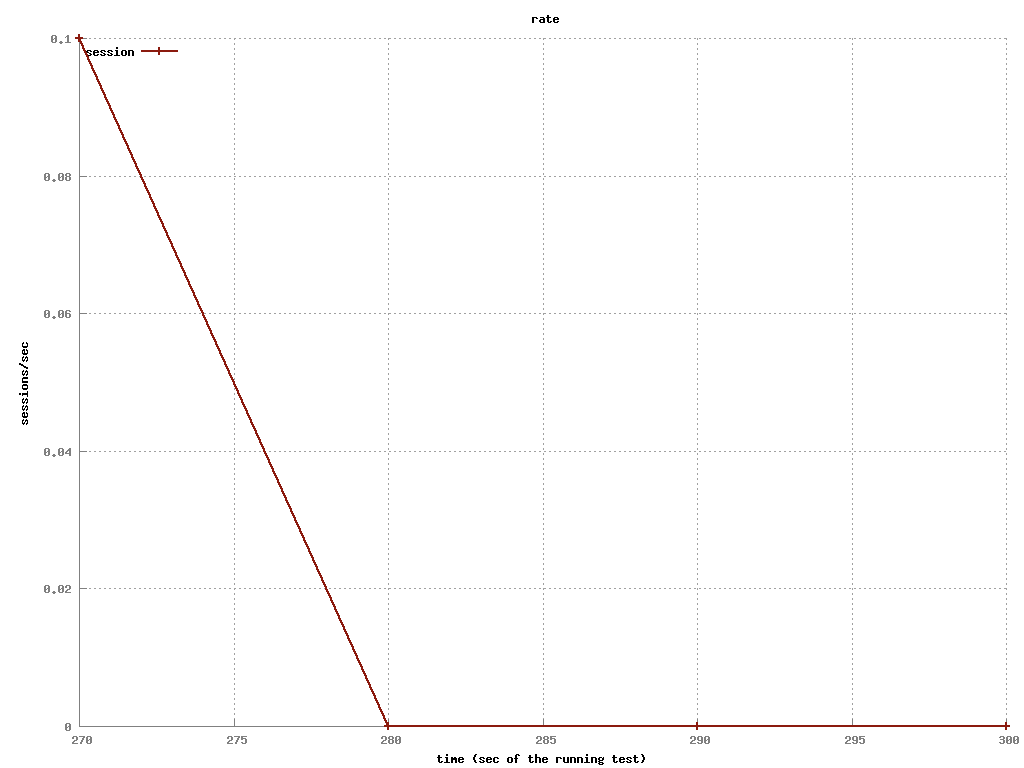 rate
0.1
session
0.08
0.06
sessions/sec
0.04
0.02
0
270 275 280 285 290 295 300
time (sec of the running test)